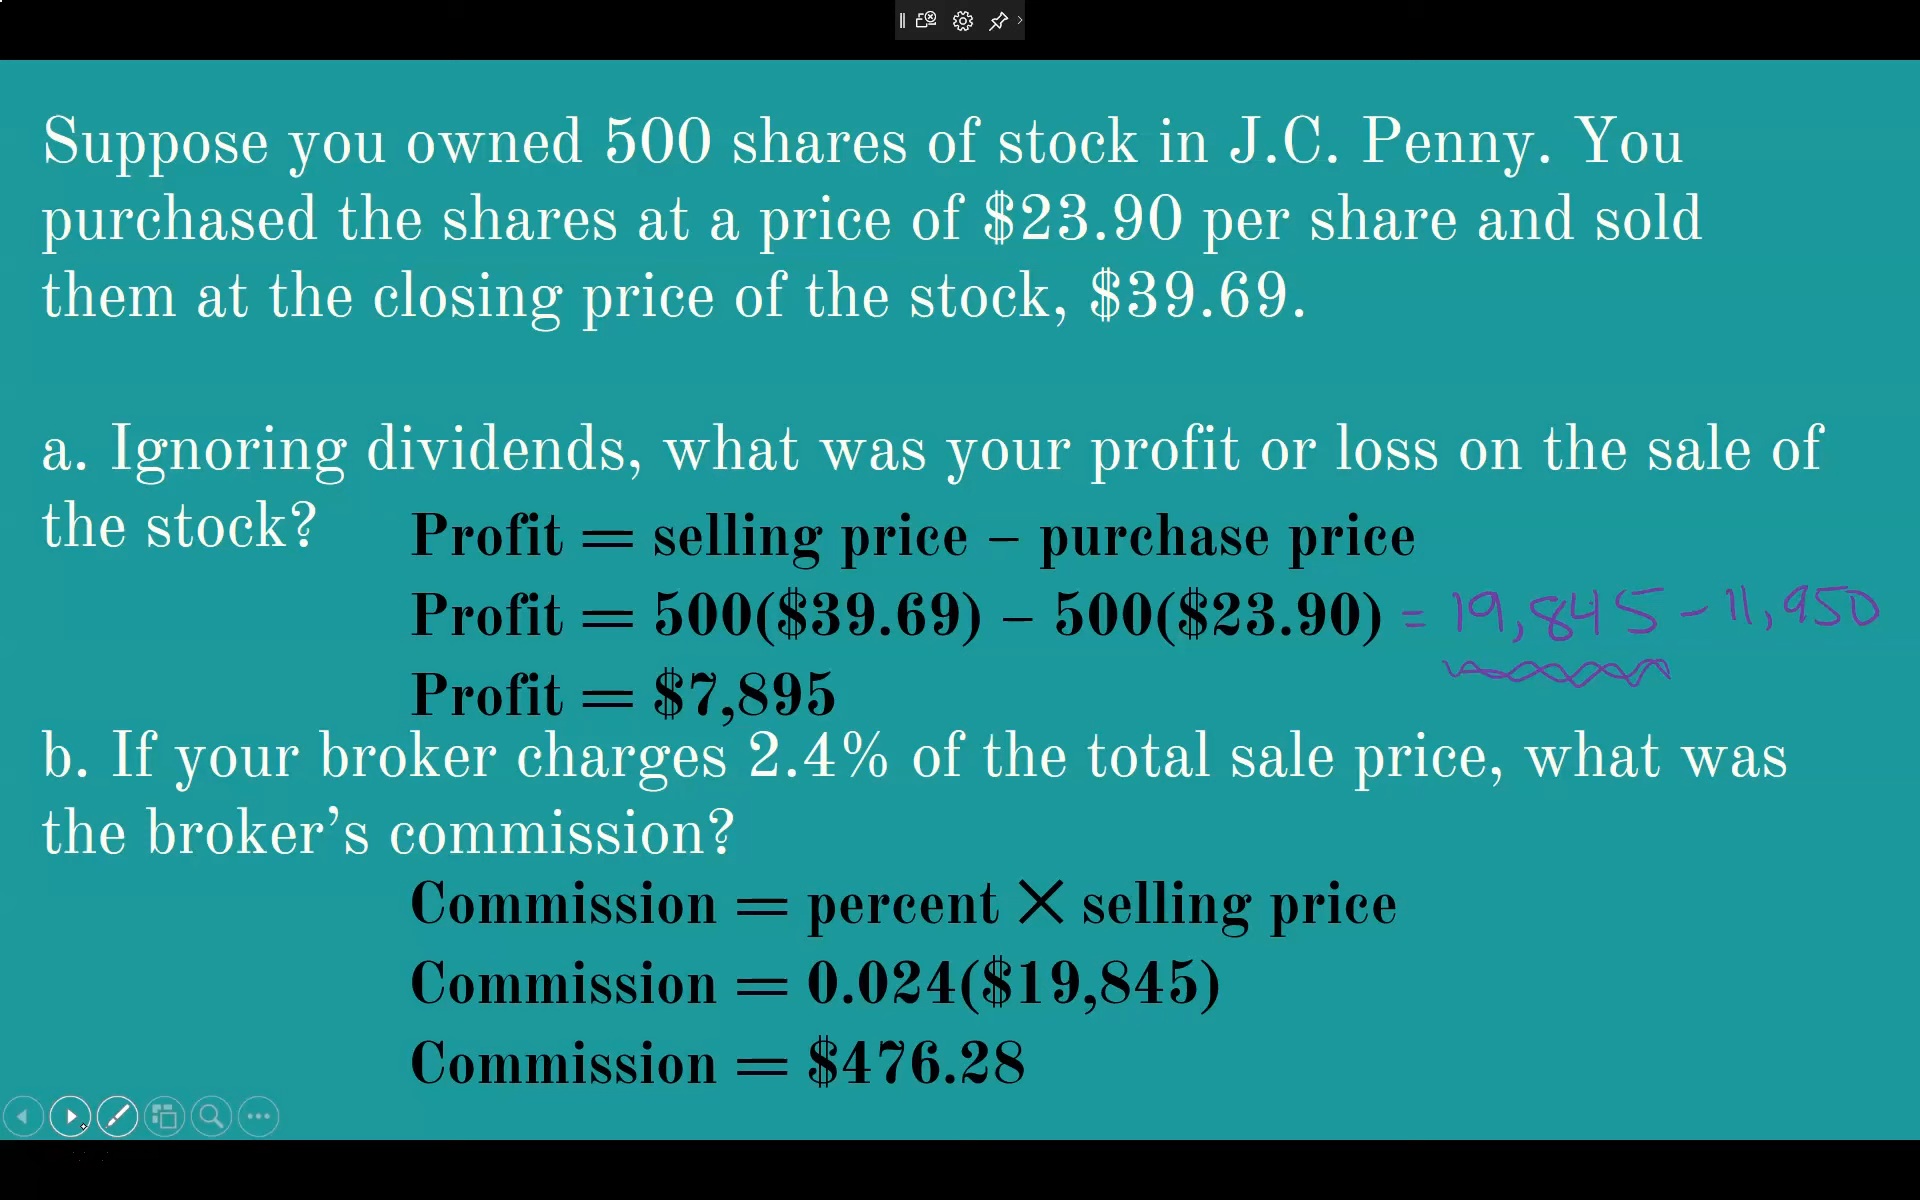 Suppose you owned 500 shares of stock in J.C. Penny. You
purchased the shares at a price of $23.90 per share and sold
them at the closing price of the stock, $39.69.
a. Ignoring dividends, what was your profit or loss on the sale of
the stock?
Profit = selling price – purchase price
Profit = 500($39.69) – 500($23.90) = 19,845 - 11,950
Profit = $7,895
b. If your broker charges 2.4% of the total sale price, what was
the broker's commission?
Commission = percent × selling price
Commission = 0.024($19,845)
Commission = $476.28